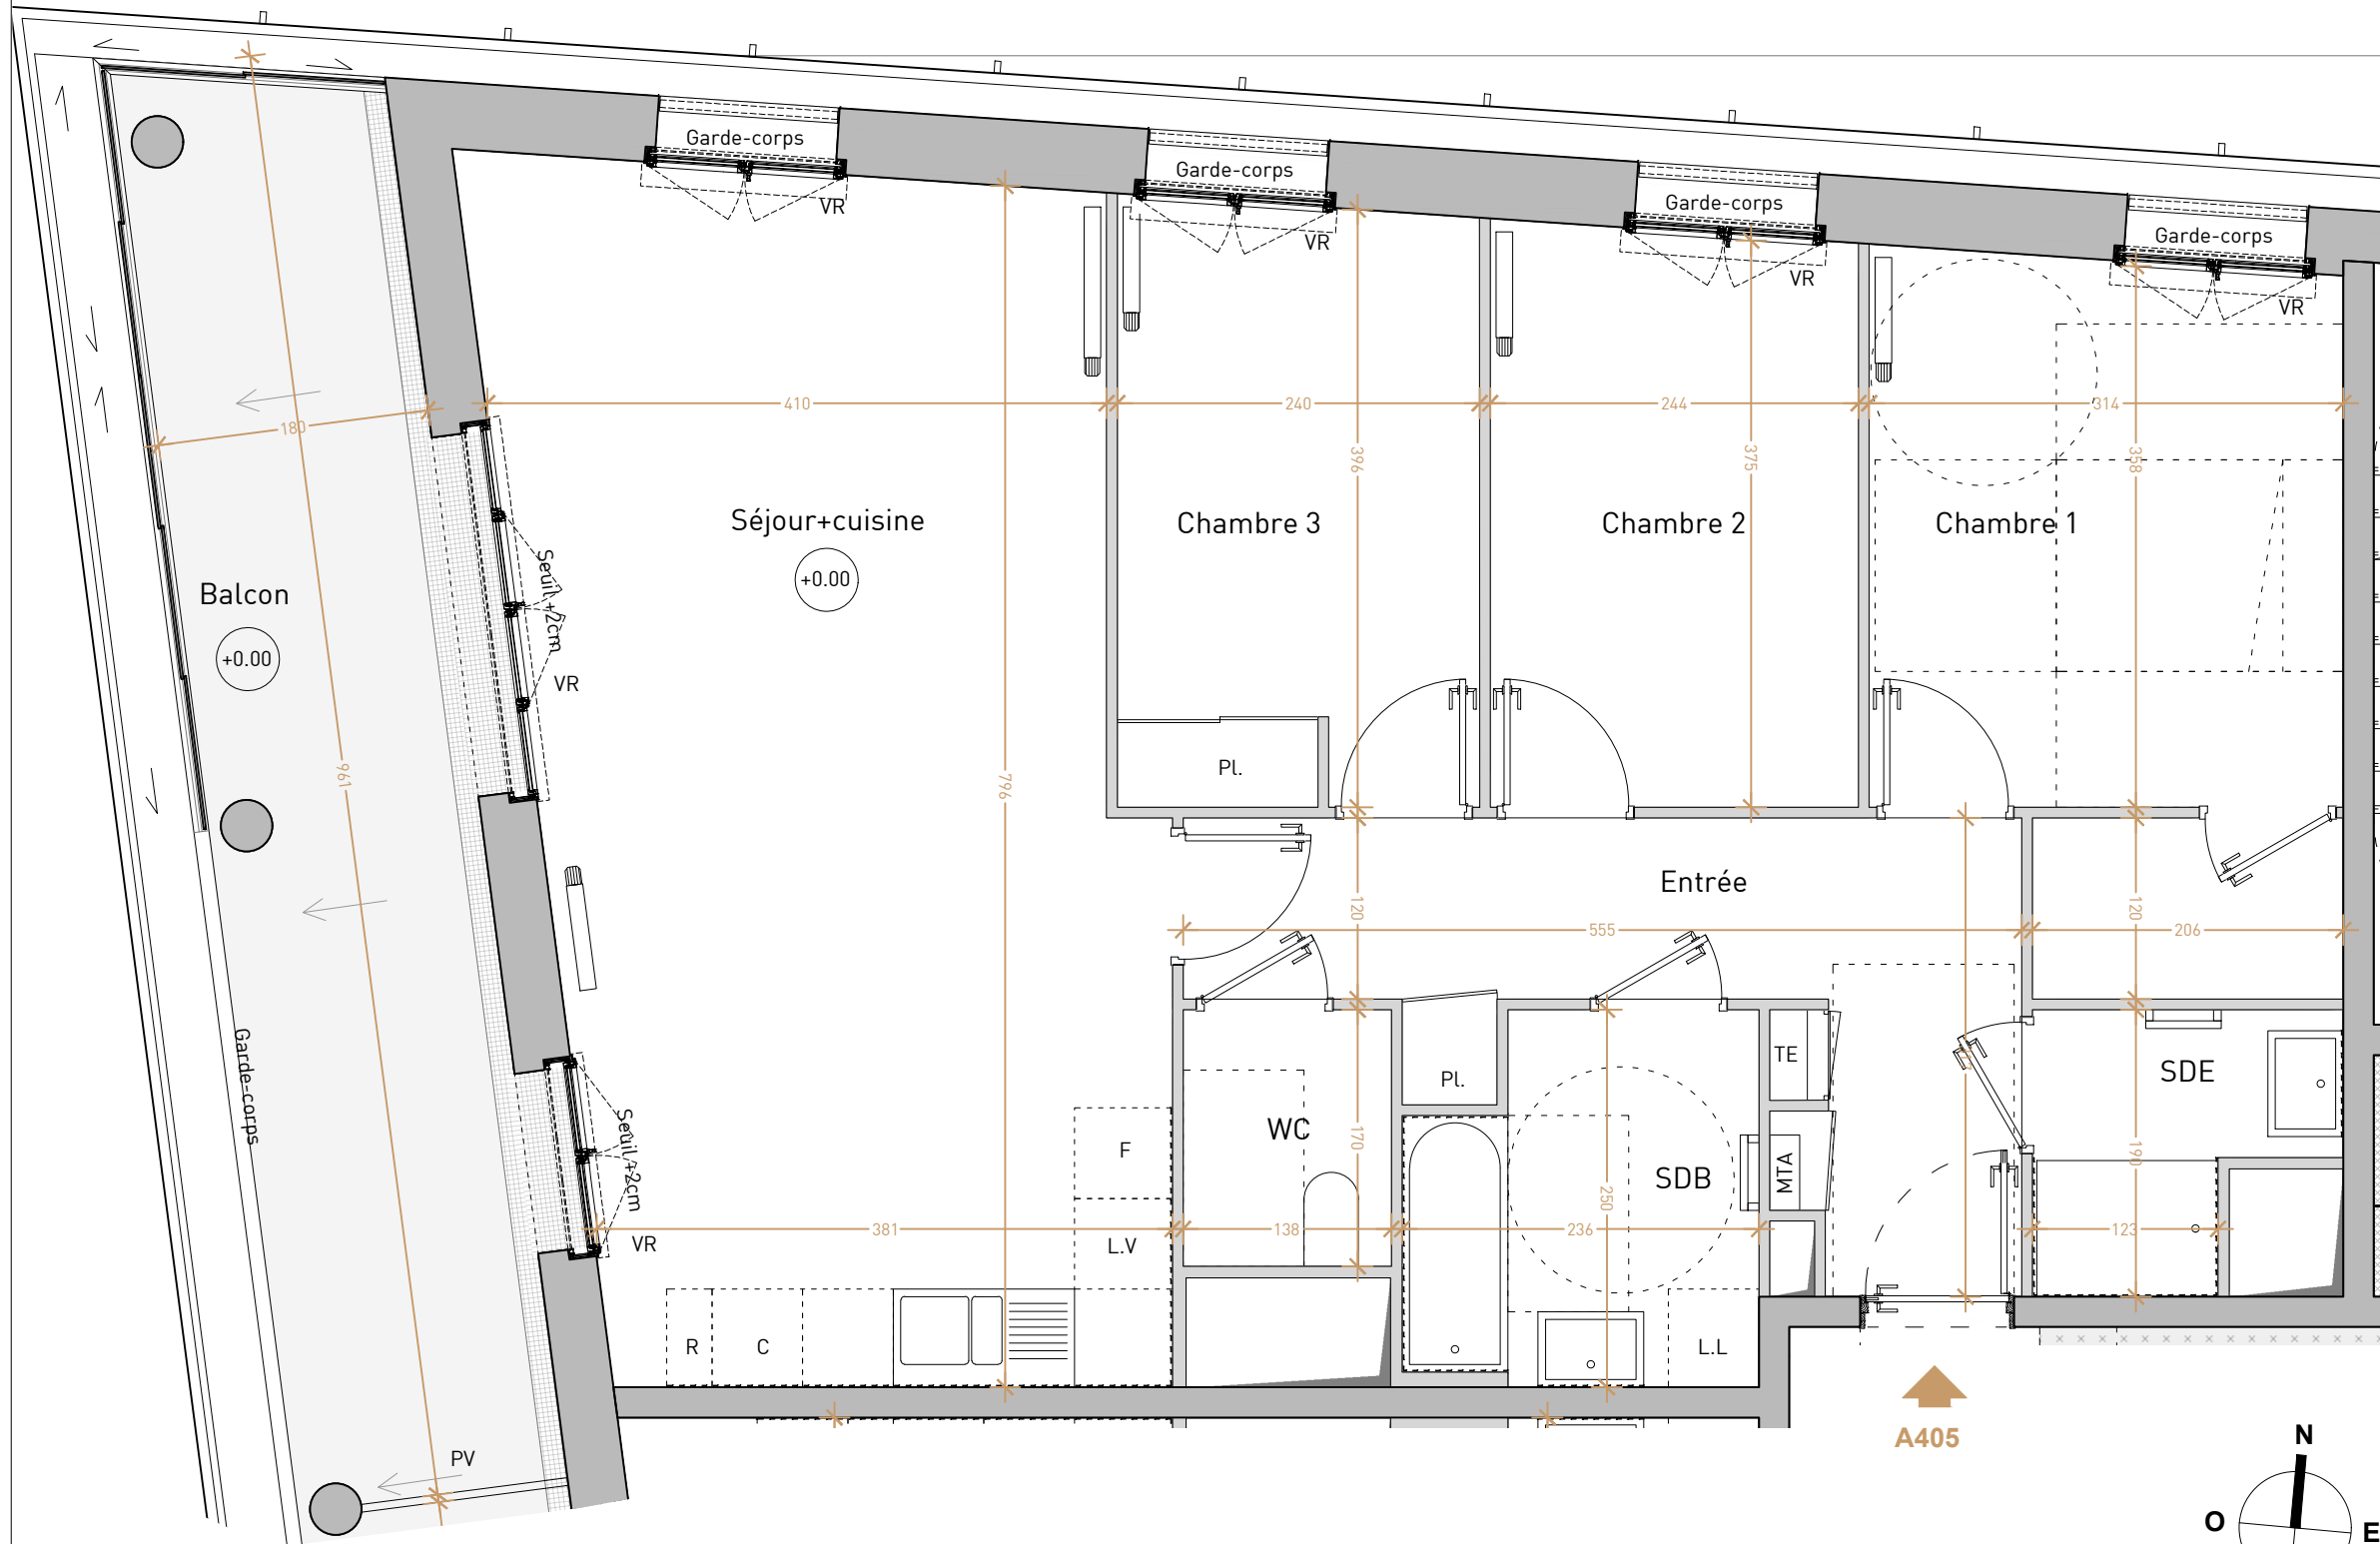 Garde-corps
VR
Garde-corps
VR
Garde-corps
VR
Garde-corps
VR
180
410
240
244
314
396
375
358
Séjour+cuisine
+0.00
Chambre 3
Chambre 2
Chambre 1
Balcon
+0.00
Seuil +2cm
VR
961
796
Pl.
Entrée
120
555
120
206
Garde-corps
Pl.
TE
SDE
WC
170
SDB
MTA
250
190
F
L.V
Seuil +2cm
VR
381
138
236
123
R
C
L.L
PV
A405
N
O
E